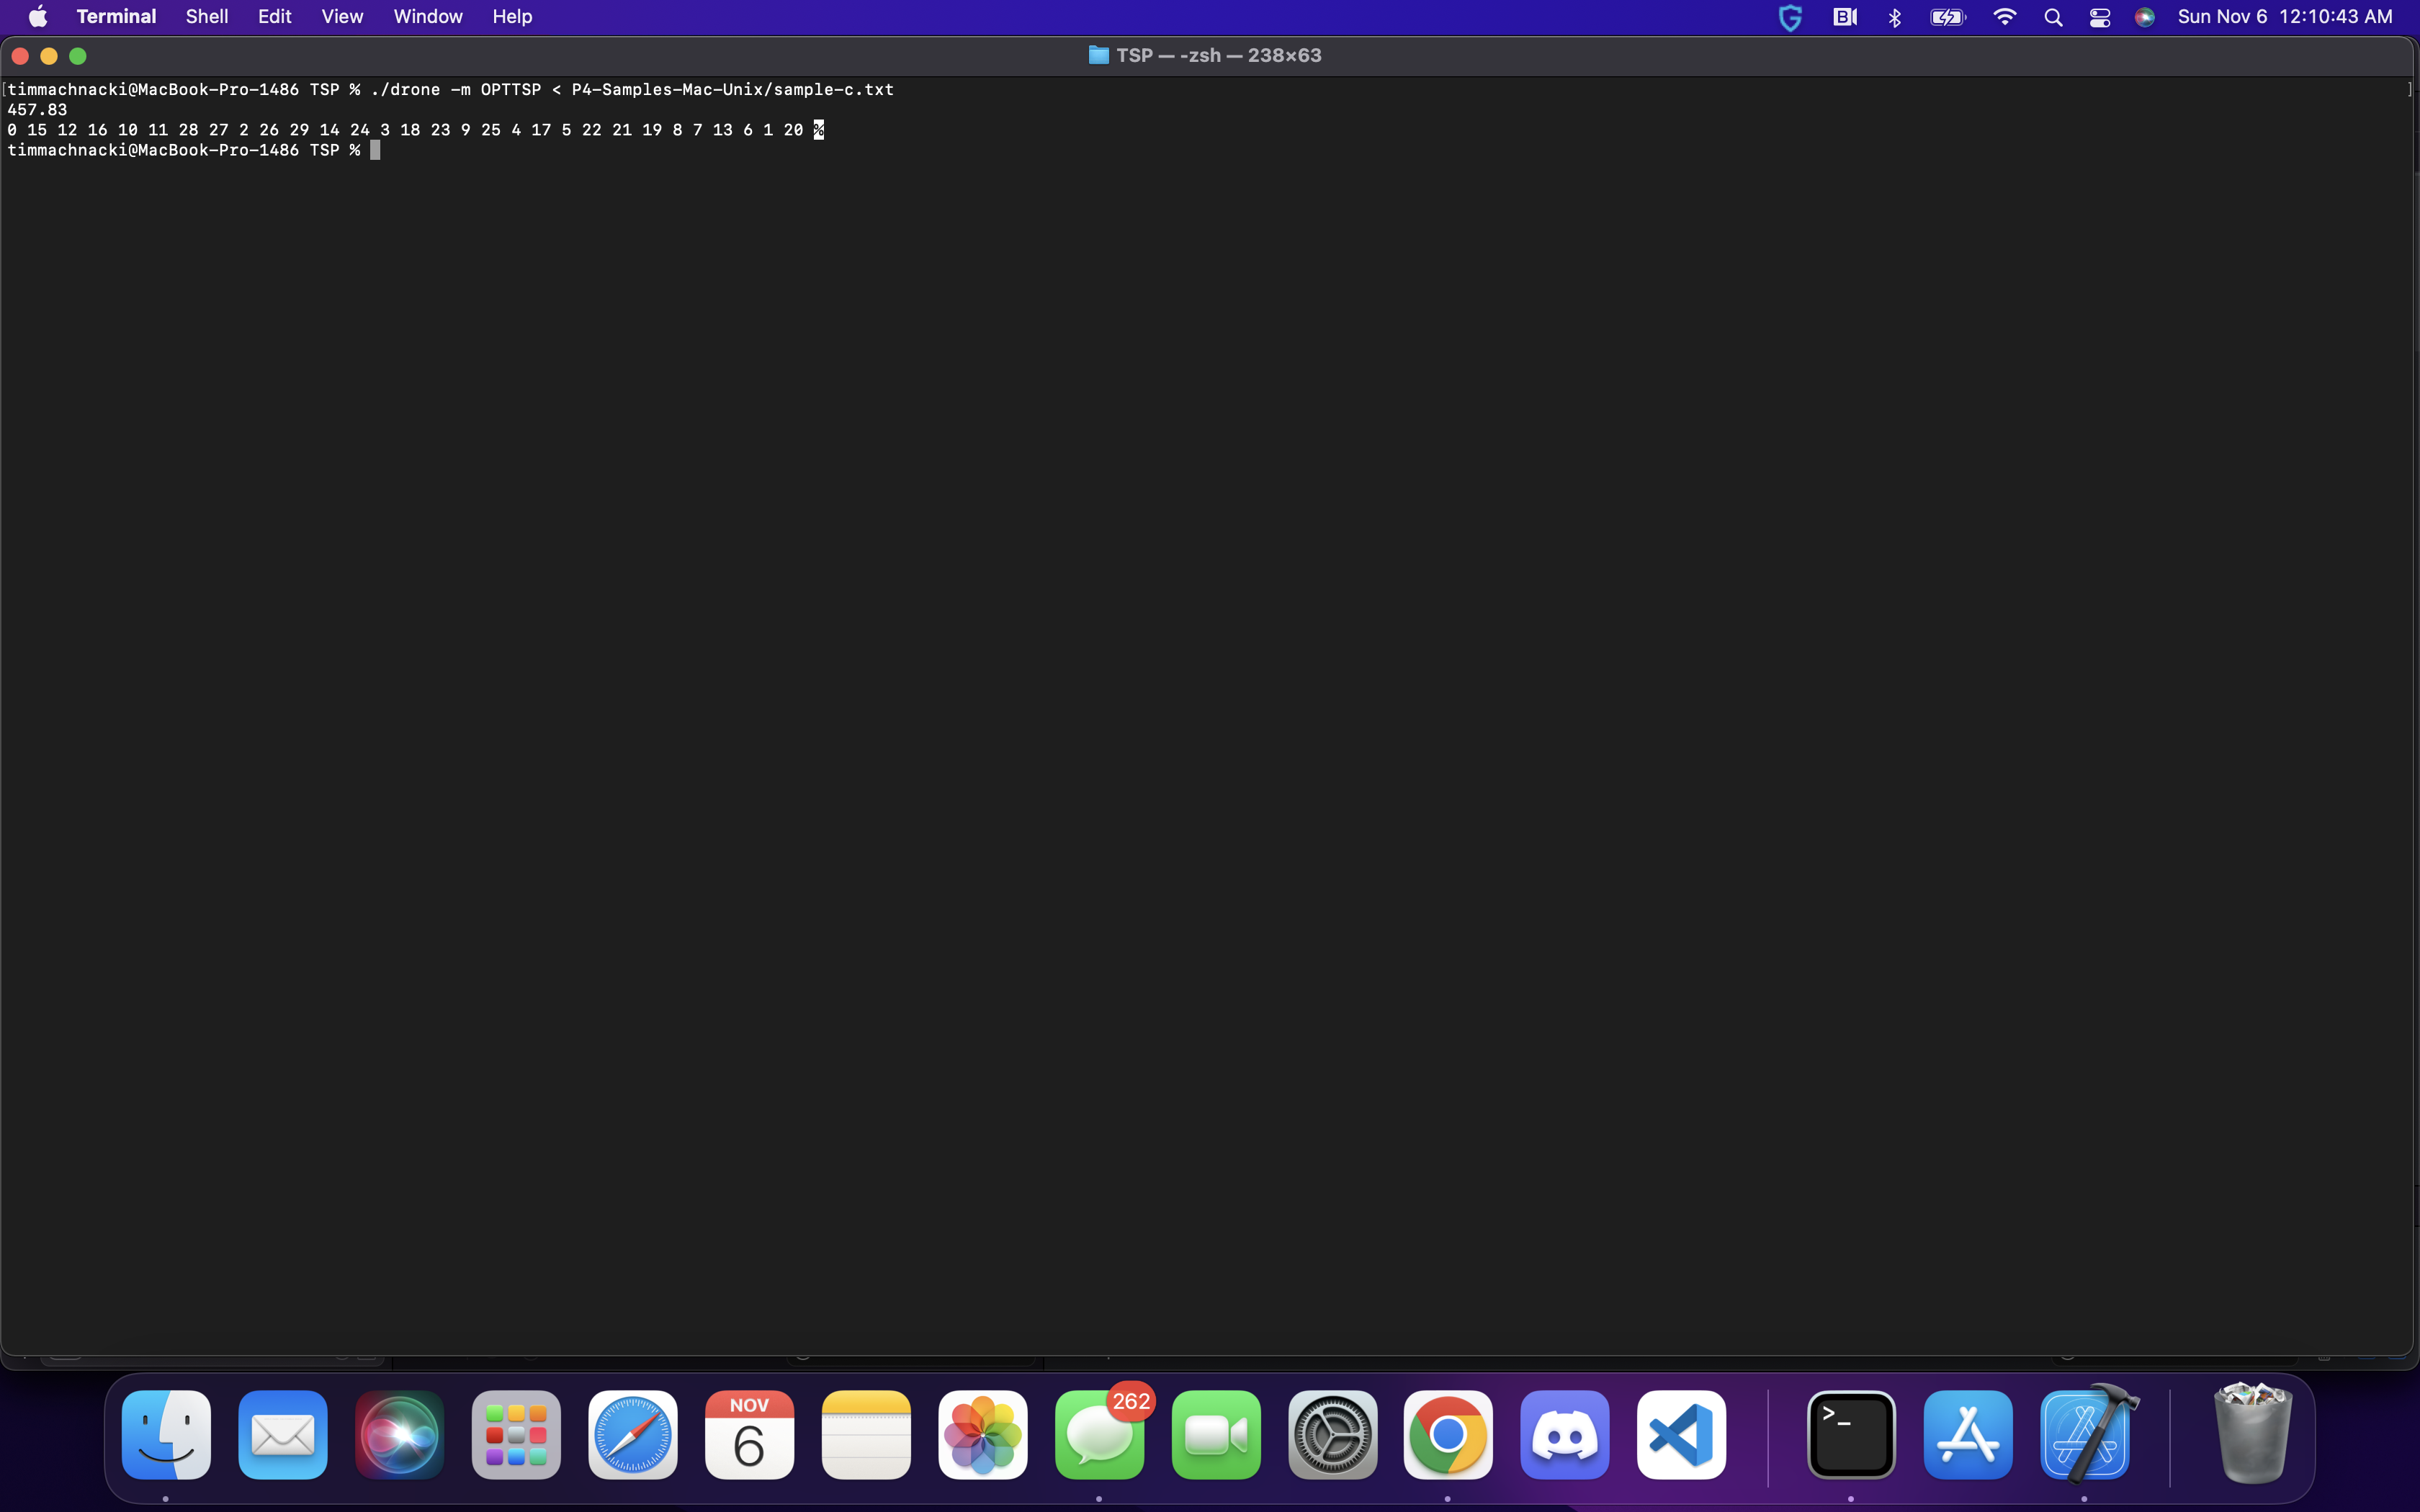 Terminal Shell Edit View Window Help Sun Nov 6 12:10:43 AM
TSP — -zsh — 238×63
[timmachnacki@MacBook-Pro-1486 TSP % ./drone -m OPTTSP < P4-Samples-Mac-Unix/sample-c.txt ]
457.83
0 15 12 16 10 11 28 27 2 26 29 14 24 3 18 23 9 25 4 17 5 22 21 19 8 7 13 6 1 20 %
timmachnacki@MacBook-Pro-1486 TSP %
NOV
6
262
>_